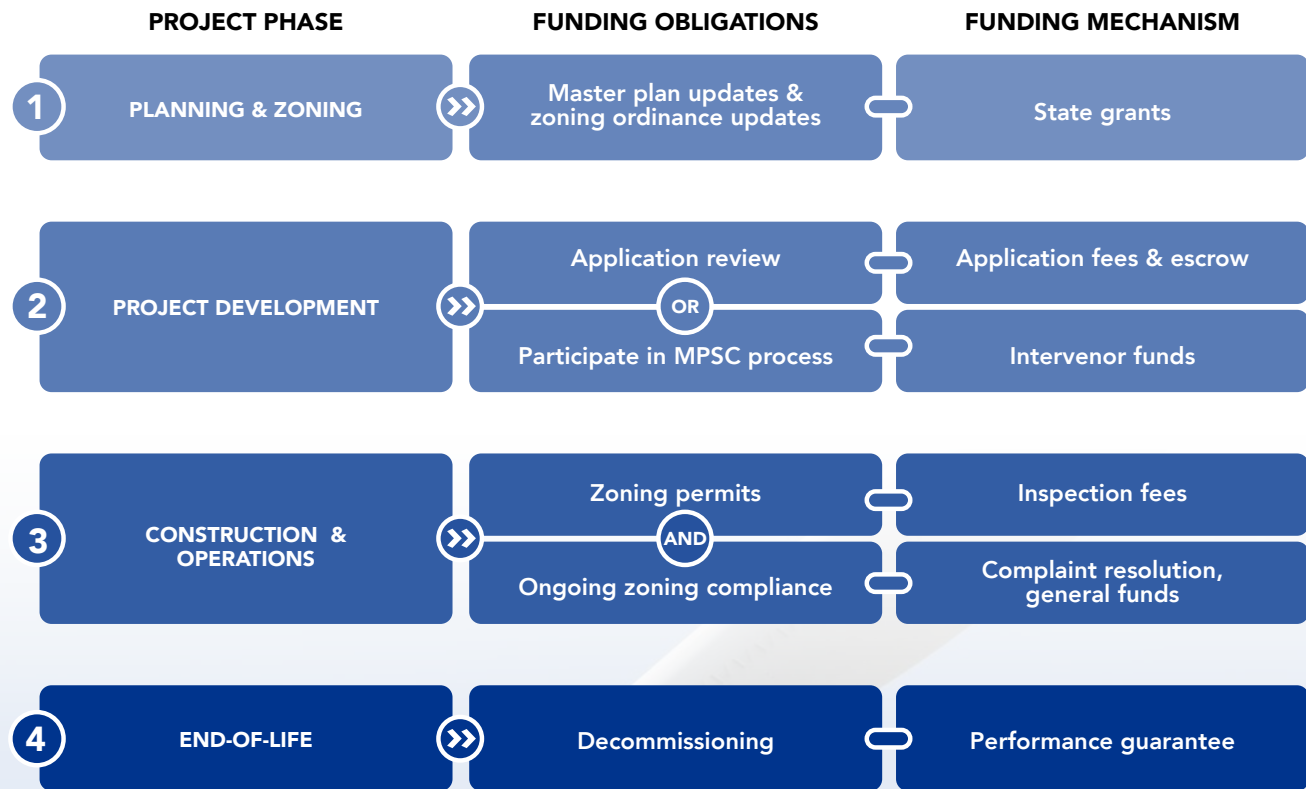 PROJECT PHASE
FUNDING OBLIGATIONS
FUNDING MECHANISM
1
PLANNING & ZONING
Master plan updates &
zoning ordinance updates
State grants
2
PROJECT DEVELOPMENT
Application review
Application fees & escrow
OR
Participate in MPSC process
Intervenor funds
3
CONSTRUCTION &
OPERATIONS
Zoning permits
Inspection fees
AND
Ongoing zoning compliance
Complaint resolution,
general funds
4
END-OF-LIFE
Decommissioning
Performance guarantee